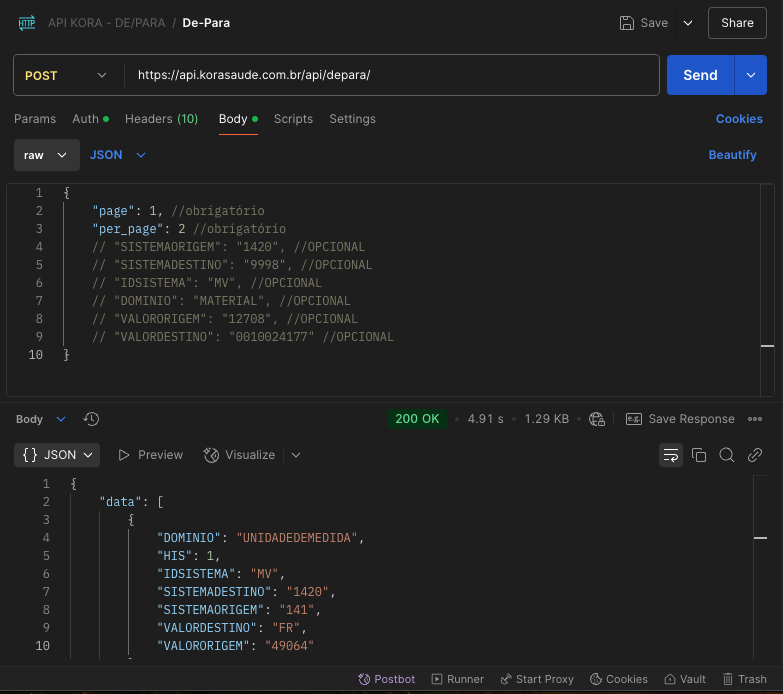 HTTP API KORA - DE/PARA / De-Para Save Share
POST https://api.korasaude.com.br/api/depara/ Send
Params Auth Headers (10) Body Scripts Settings Cookies
raw JSON Beautify
1 {
2 "page": 1, //obrigatório
3 "per_page": 2 //obrigatório
4 // "SISTEMAORIGEM": "1420", //OPCIONAL
5 // "SISTEMADESTINO": "9998", //OPCIONAL
6 // "IDSISTEMA": "MV", //OPCIONAL
7 // "DOMINIO": "MATERIAL", //OPCIONAL
8 // "VALORORIGEM": "12708", //OPCIONAL
9 // "VALORDESTINO": "0010024177" //OPCIONAL
10 }
Body 200 OK • 4.91 s • 1.29 KB • e.g. Save Response
{} JSON Preview Visualize
1 {
2 "data": [
3 {
4 "DOMINIO": "UNIDADEDEMEDIDA",
5 "HIS": 1,
6 "IDSISTEMA": "MV",
7 "SISTEMADESTINO": "1420",
8 "SISTEMAORIGEM": "141",
9 "VALORDESTINO": "FR",
10 "VALORORIGEM": "49064"
Postbot Runner Start Proxy Cookies Vault Trash